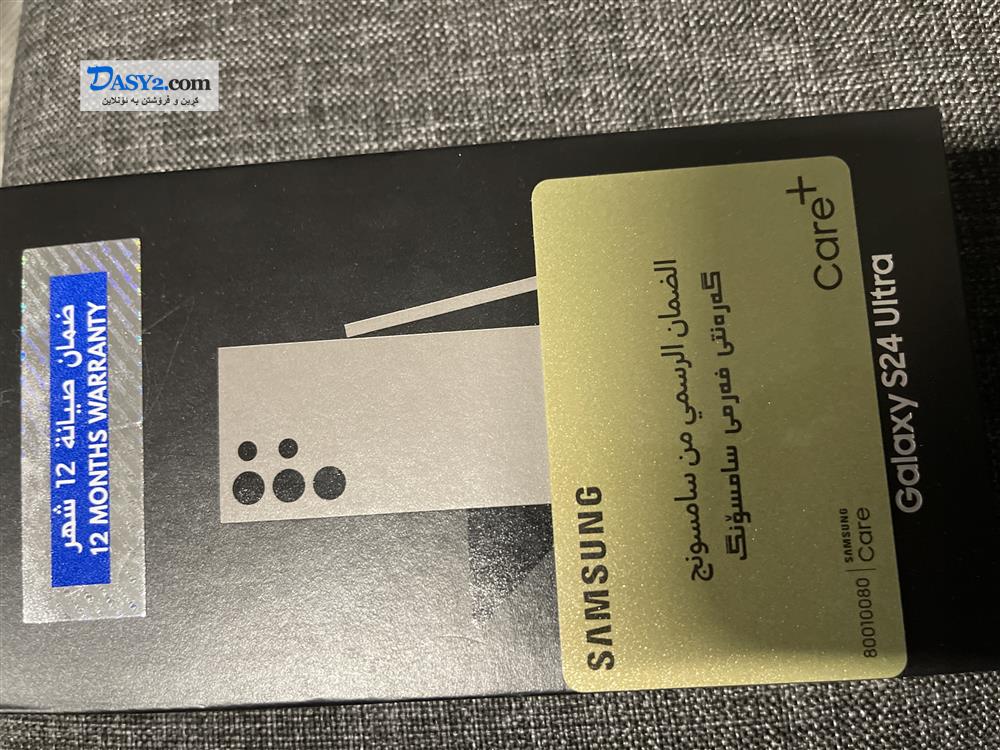 DASY2.com
کڕین و فرۆشتن بە ئۆنلاین
ضمان صيانة 12 شهر
12 MONTHS WARRANTY
SAMSUNG
الضمان الرسمي من سامسونج
گەرەنتی فەرمی سامسۆنگ
Care+
80010080 | SAMSUNG Care
Galaxy S24 Ultra